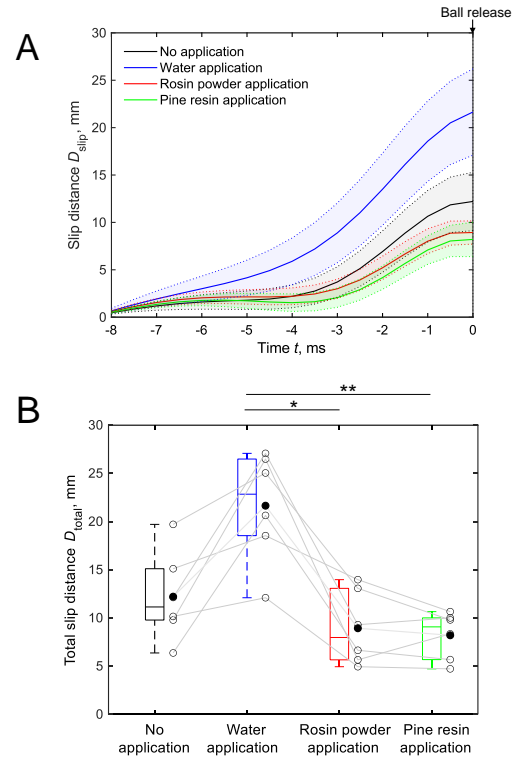 A
Ball release
30
25
20
15
10
5
0
Slip distance Dslip, mm
No application
Water application
Rosin powder application
Pine resin application
-8 -7 -6 -5 -4 -3 -2 -1 0
Time t, ms
B
**
*
30
25
20
15
10
5
0
Total slip distance Dtotal, mm
No application
Water application
Rosin powder application
Pine resin application